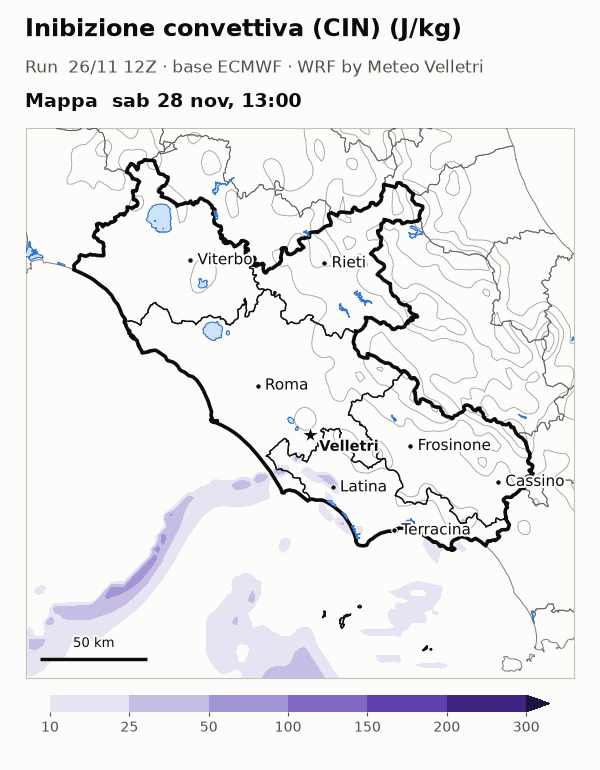 Inibizione convettiva (CIN) (J/kg)
Run  26/11 12Z · base ECMWF · WRF by Meteo Velletri
Mappa  sab 28 nov, 13:00
Viterbo
Rieti
Roma
Velletri
Frosinone
Latina
Cassino
Terracina
50 km
10 25 50 100 150 200 300